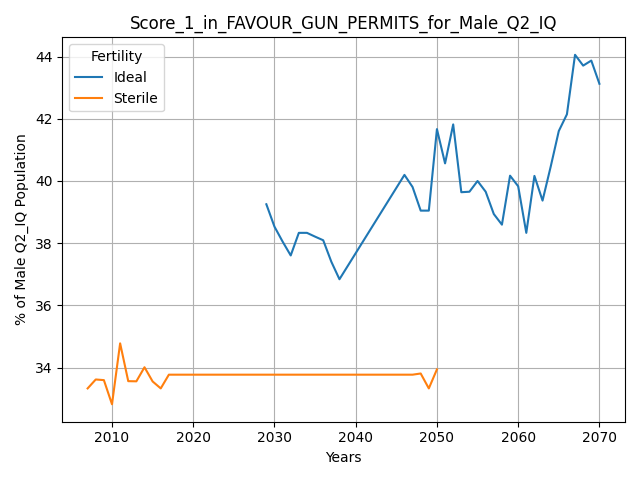 Score_1_in_FAVOUR_GUN_PERMITS_for_Male_Q2_IQ
Fertility
Ideal
Sterile
% of Male Q2_IQ Population
44
42
40
38
36
34
2010 2020 2030 2040 2050 2060 2070
Years